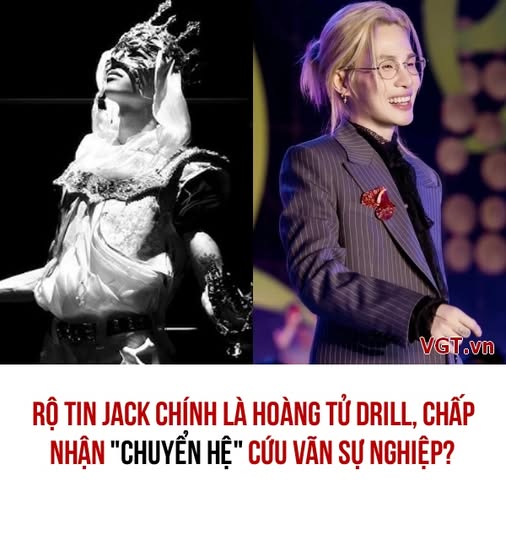 VGT.vn
RỘ TIN JACK CHÍNH LÀ HOÀNG TỬ DRILL, CHẤP
NHẬN "CHUYỂN HỆ" CỨU VÃN SỰ NGHIỆP?